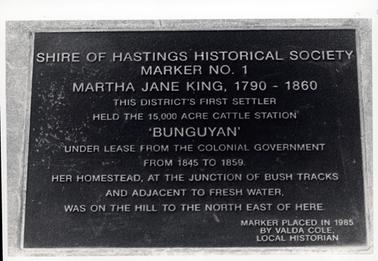 SHIRE OF HASTINGS HISTORICAL SOCIETY
MARKER NO. 1
MARTHA JANE KING, 1790 - 1860
THIS DISTRICT'S FIRST SETTLER
HELD THE 15,000 ACRE CATTLE STATION
'BUNGUYAN'
UNDER LEASE FROM THE COLONIAL GOVERNMENT
FROM 1845 TO 1859.
HER HOMESTEAD, AT THE JUNCTION OF BUSH TRACKS
AND ADJACENT TO FRESH WATER,
WAS ON THE HILL TO THE NORTH EAST OF HERE.
MARKER PLACED IN 1985
BY VALDA COLE,
LOCAL HISTORIAN